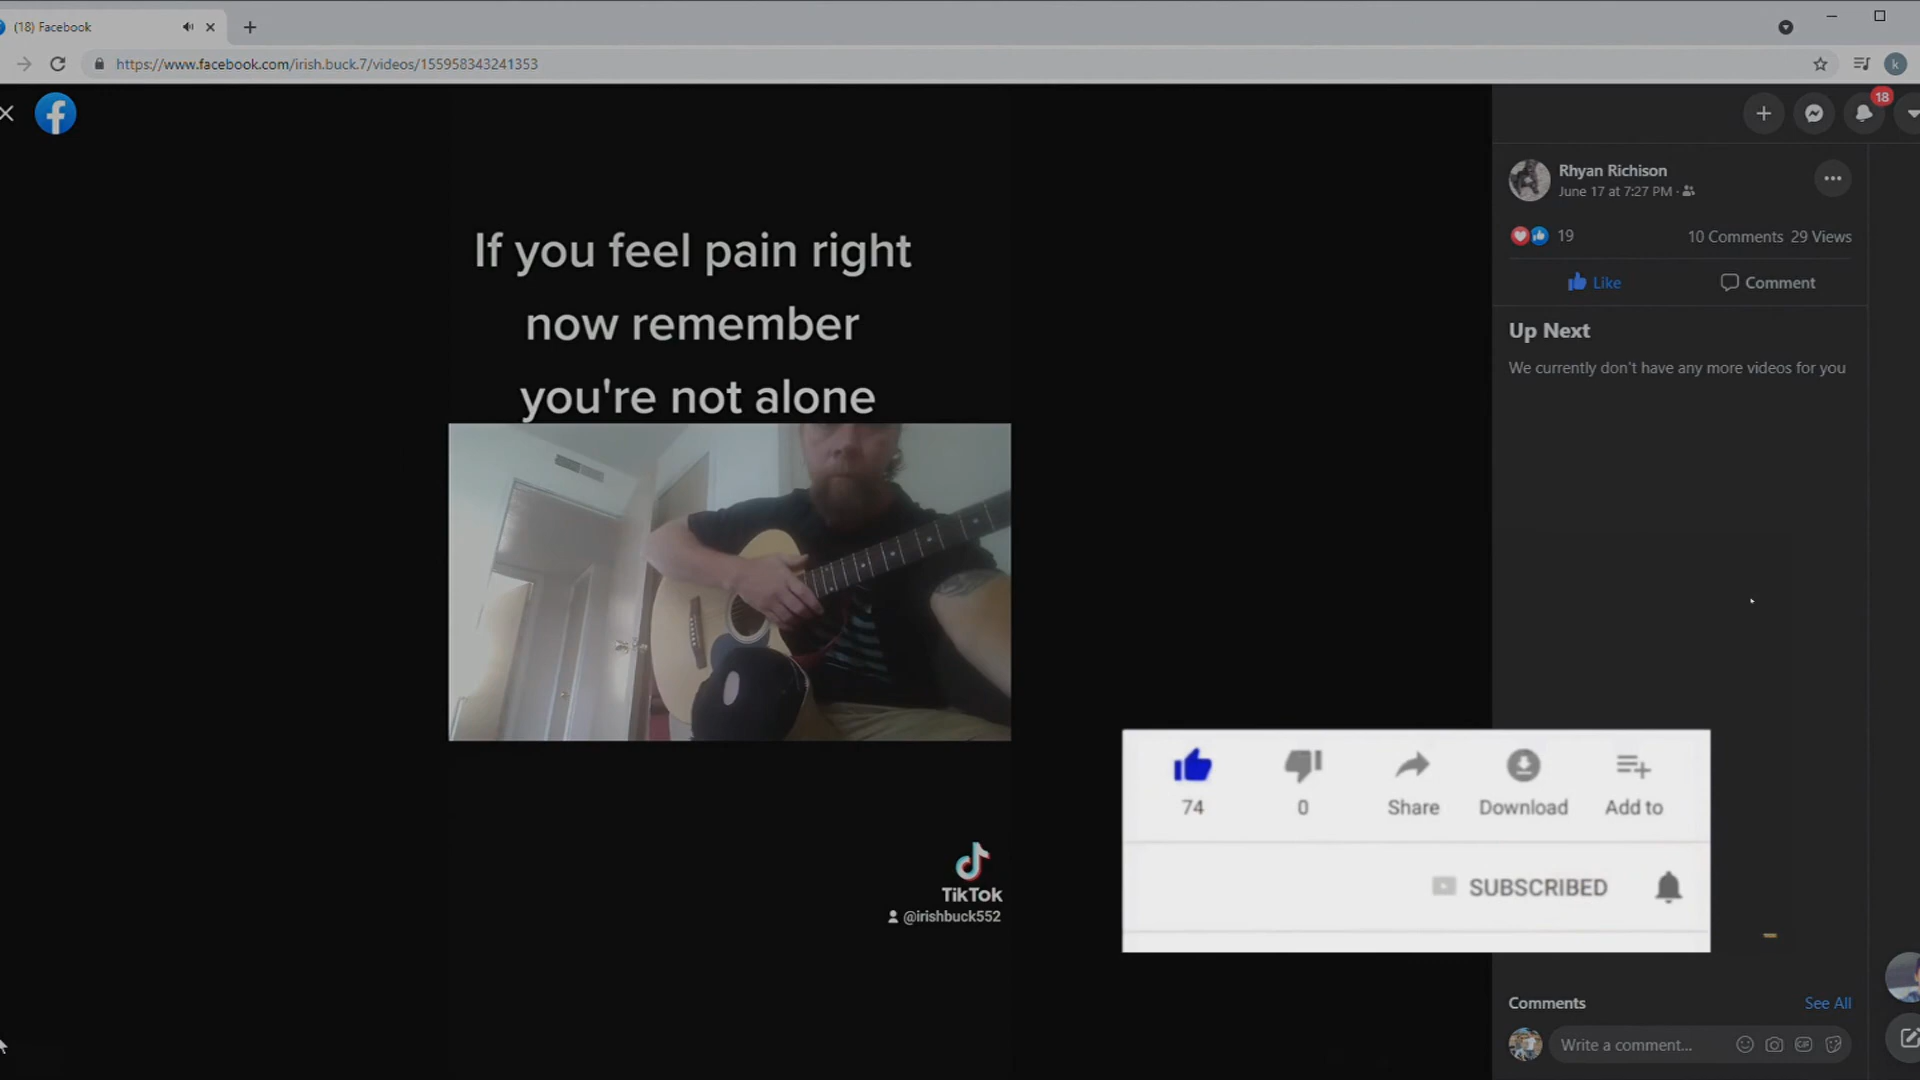 (18) Facebook
https://www.facebook.com/irish.buck.7/videos/155958343241353
k
18
Rhyan Richison
June 17 at 7:27 PM ·
19
10 Comments 29 Views
Like
Comment
Up Next
We currently don't have any more videos for you
If you feel pain right
now remember
you're not alone
TikTok
@irishbuck552
74
0
Share
Download
Add to
SUBSCRIBED
Comments
See All
Write a comment...
GIF